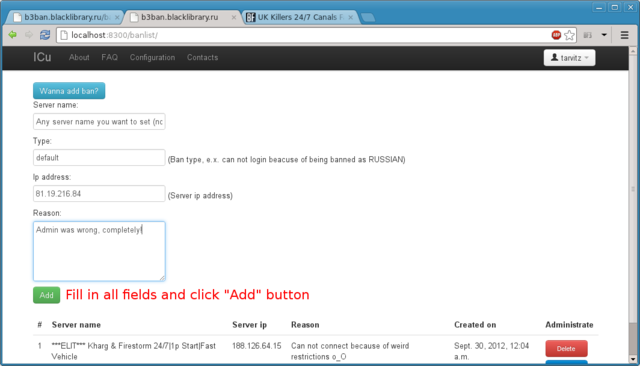 b3ban.blacklibrary.ru/b
b3ban.blacklibrary.ru
UK Killers 24/7 Canals
localhost:8300/banlist/
ABP
ICu
About
FAQ
Configuration
Contacts
tarvitz
Wanna add ban?
Server name:
Any server name you want to set (no
Type:
default
(Ban type, e.x. can not login beacuse of being banned as RUSSIAN)
Ip address:
81.19.216.84
(Server ip address)
Reason:
Admin was wrong, completely!
Add
Fill in all fields and click "Add" button
# Server name Server ip Reason Created on Administrate
1 ***ELIT*** Kharg & Firestorm 24/7|1p Start|Fast 188.126.64.15 Can not connect because of weird Sept. 30, 2012, 12:04 Delete
Vehicle restrictions o_O a.m.